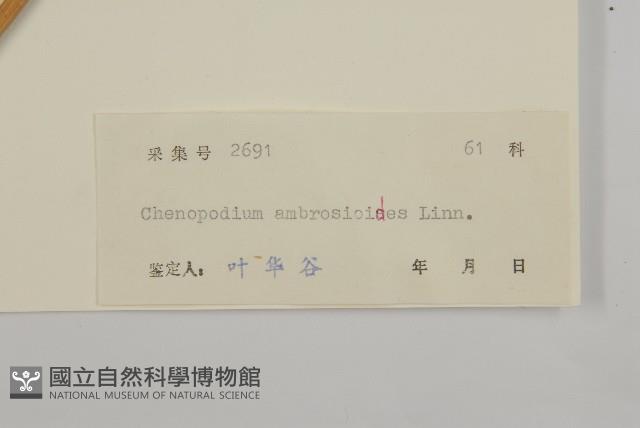 采集号 2691 61 科
Chenopodium ambrosioides Linn.
鉴定人: 叶华谷 年 月 日
國立自然科學博物館
NATIONAL MUSEUM OF NATURAL SCIENCE